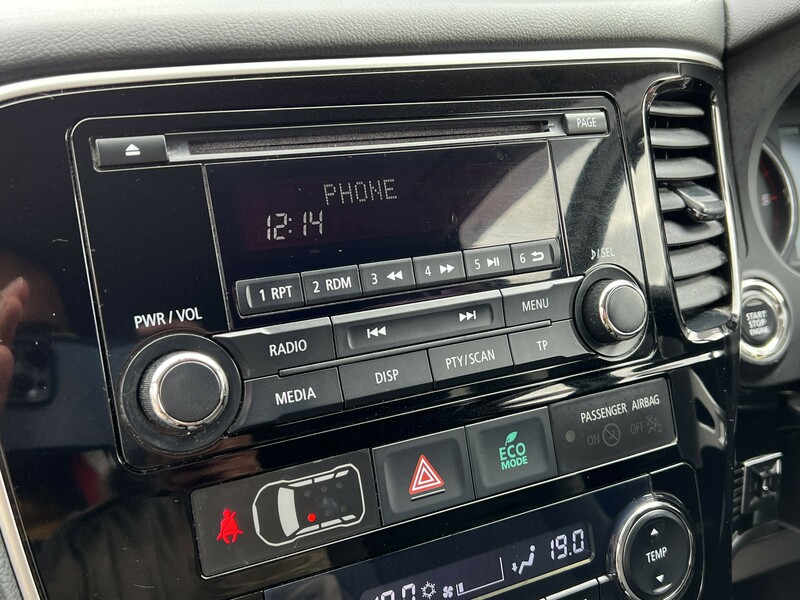 PAGE
PHONE
12:14
1 RPT
2 RDM
3
4
5
6
♪/SEL
PWR / VOL
RADIO
MENU
MEDIA
DISP
PTY/SCAN
TP
START
STOP
ENGINE
PASSENGER AIRBAG
ON
OFF
2
ECO
MODE
19.0
TEMP